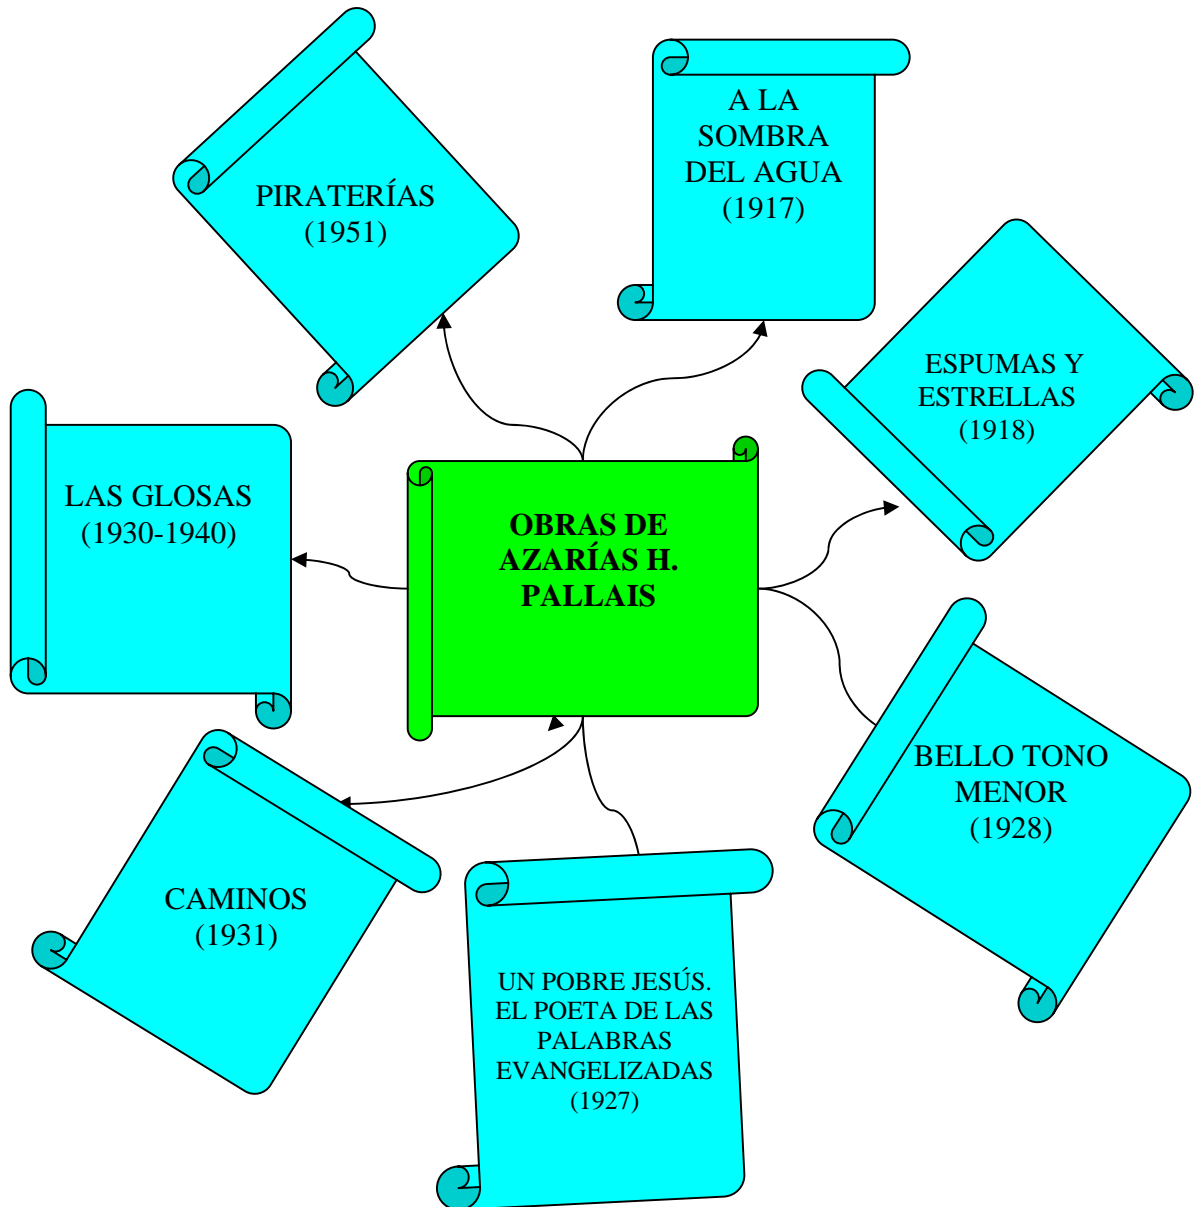 PIRATERÍAS
(1951)
A LA
SOMBRA
DEL AGUA
(1917)
ESPUMAS Y
ESTRELLAS
(1918)
LAS GLOSAS
(1930-1940)
OBRAS DE
AZARÍAS H.
PALLAIS
BELLO TONO
MENOR
(1928)
CAMINOS
(1931)
UN POBRE JESÚS.
EL POETA DE LAS
PALABRAS
EVANGELIZADAS
(1927)